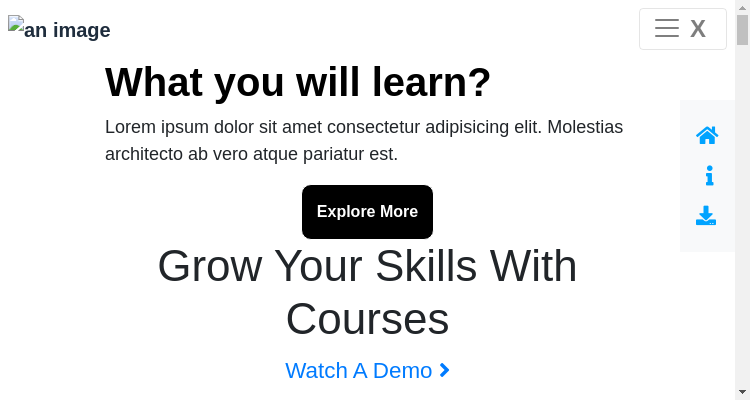 an image
X
What you will learn?
Lorem ipsum dolor sit amet consectetur adipisicing elit. Molestias
architecto ab vero atque pariatur est.
Explore More
Grow Your Skills With
Courses
Watch A Demo